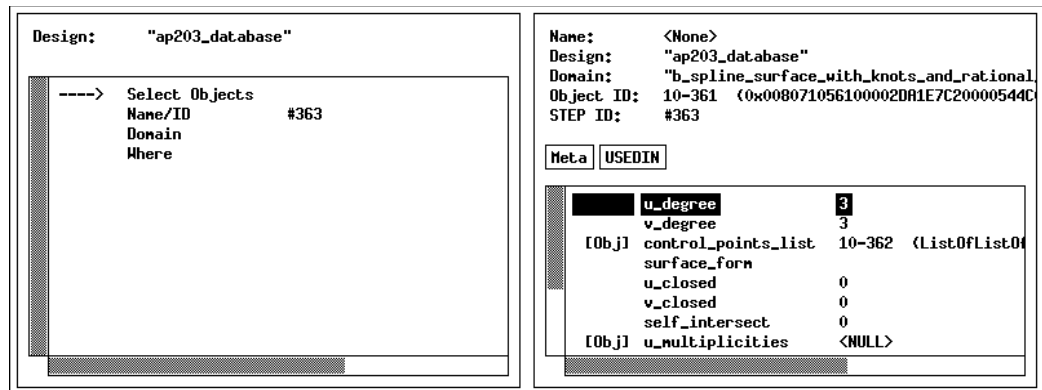 Design: "ap203_database"
----> Select Objects
Name/ID #363
Domain
Where
Name: <None>
Design: "ap203_database"
Domain: "b_spline_surface_with_knots_and_rational_
Object ID: 10-361 (0x008071056100002DA1E7C20000544C
STEP ID: #363
Meta USEDIN
u_degree 3
v_degree 3
[Obj] control_points_list 10-362 (ListOfListOf
surface_form
u_closed 0
v_closed 0
self_intersect 0
[Obj] u_multiplicities <NULL>